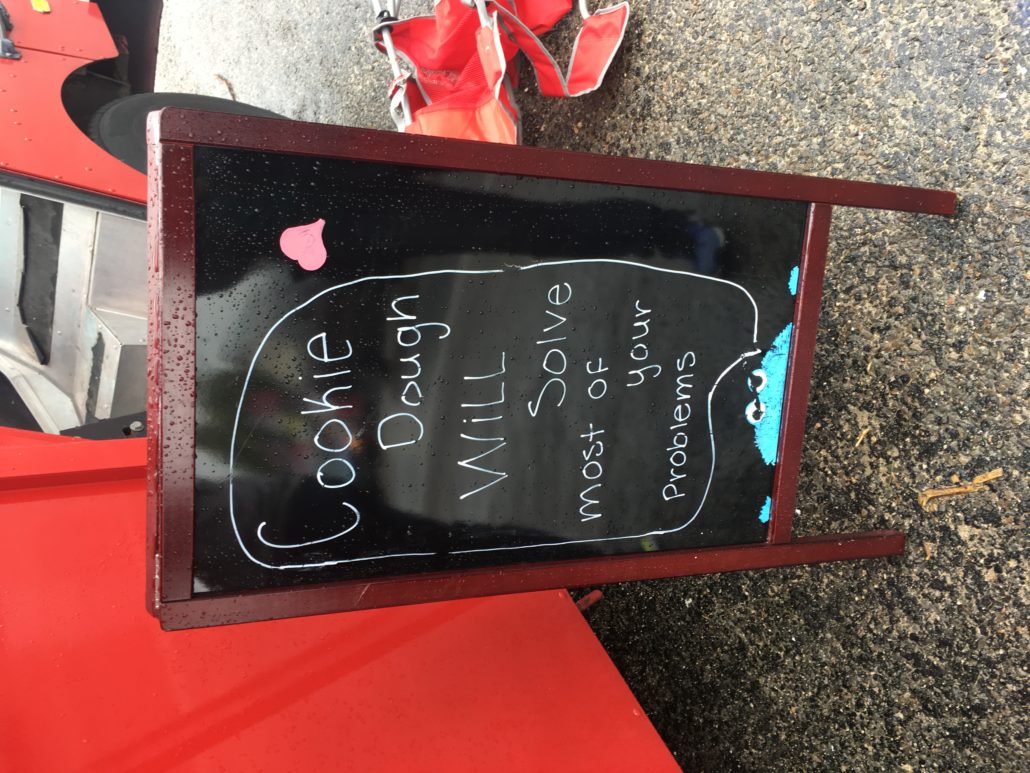 Cookie
Dough
WiLL
Solve
most of
your
Problems